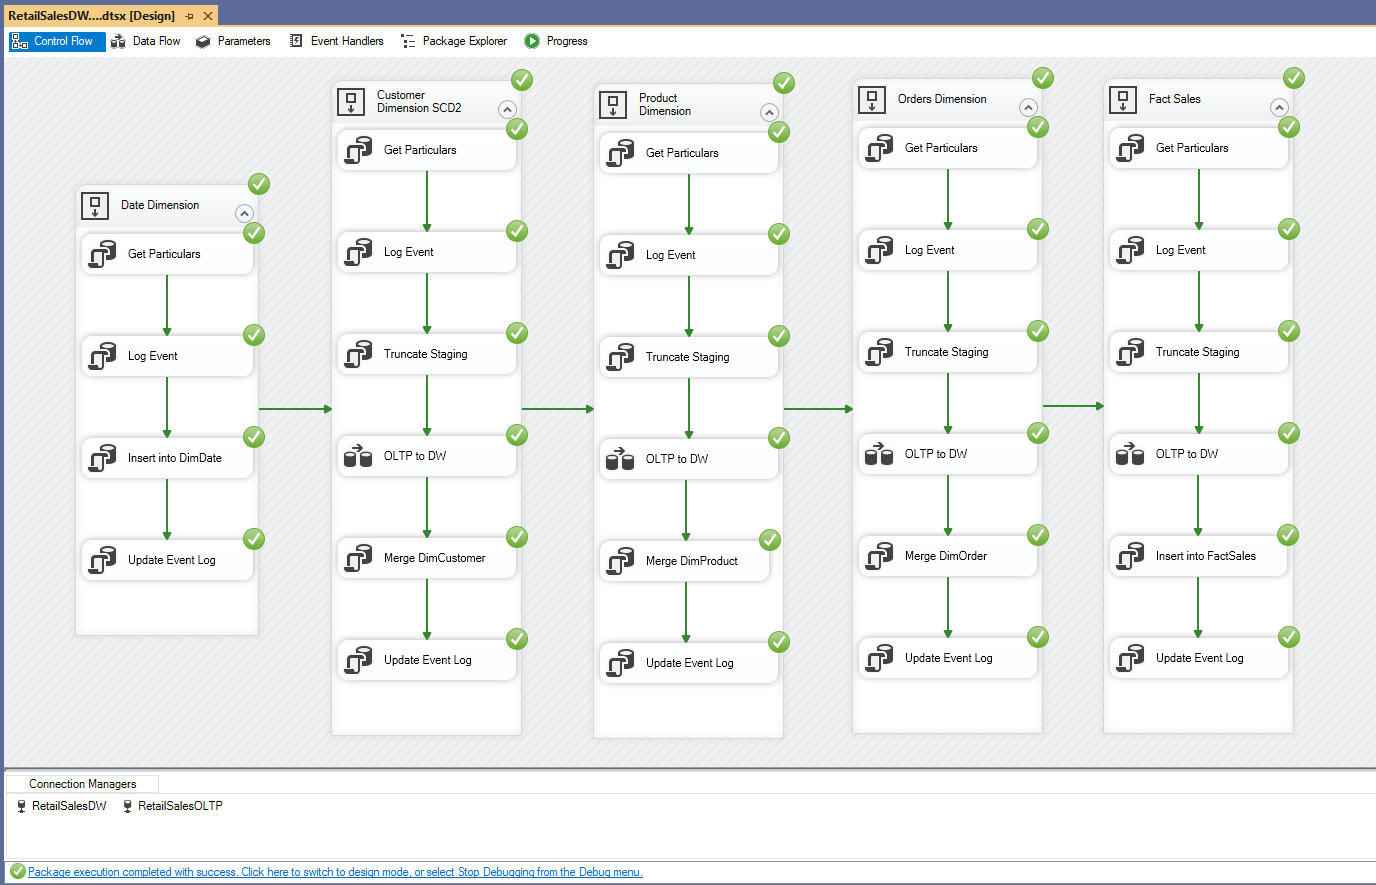 RetailSalesDW....dtsx [Design]
Control Flow
Data Flow
Parameters
Event Handlers
Package Explorer
Progress
Date Dimension
Get Particulars
Log Event
Insert into DimDate
Update Event Log
Customer
Dimension SCD2
Get Particulars
Log Event
Truncate Staging
OLTP to DW
Merge DimCustomer
Update Event Log
Product
Dimension
Get Particulars
Log Event
Truncate Staging
OLTP to DW
Merge DimProduct
Update Event Log
Orders Dimension
Get Particulars
Log Event
Truncate Staging
OLTP to DW
Merge DimOrder
Update Event Log
Fact Sales
Get Particulars
Log Event
Truncate Staging
OLTP to DW
Insert into FactSales
Update Event Log
Connection Managers
RetailSalesDW
RetailSalesOLTP
Package execution completed with success. Click here to switch to design mode, or select Stop Debugging from the Debug menu.